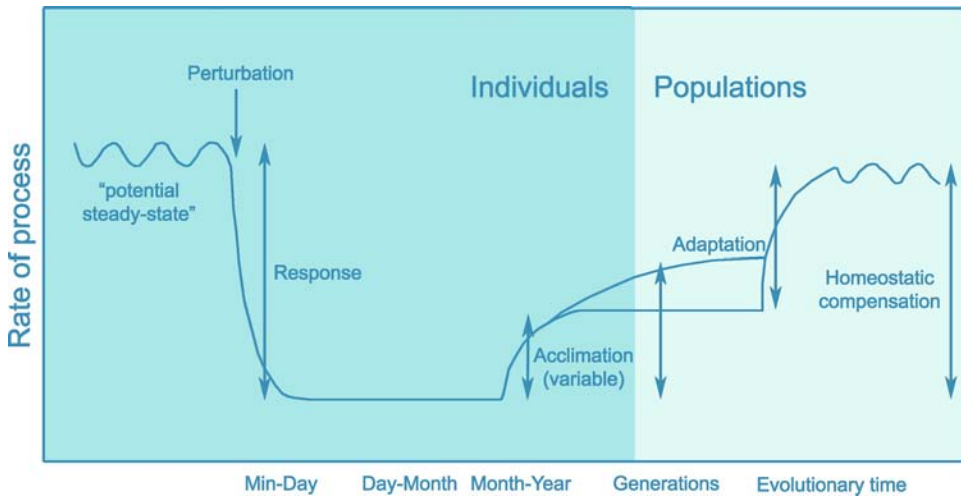 Perturbation
Individuals
Populations
"potential
steady-state"
Response
Adaptation
Homeostatic
compensation
Acclimation
(variable)
Rate of process
Min-Day
Day-Month
Month-Year
Generations
Evolutionary time